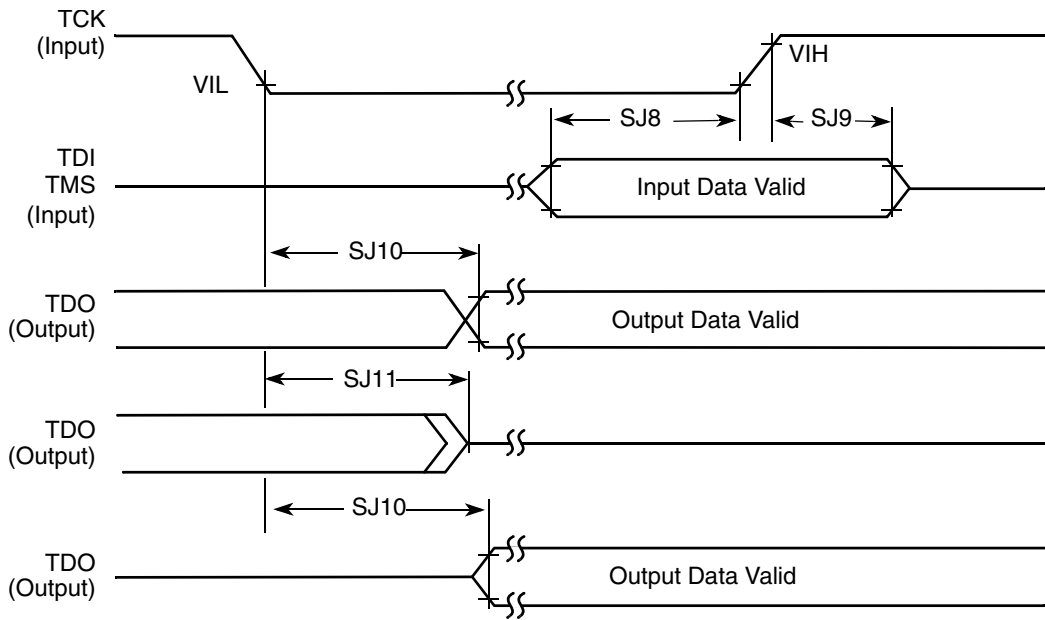 TCK
(Input)
VIL
VIH
SJ8
SJ9
TDI
TMS
(Input)
Input Data Valid
SJ10
TDO
(Output)
Output Data Valid
SJ11
TDO
(Output)
SJ10
TDO
(Output)
Output Data Valid